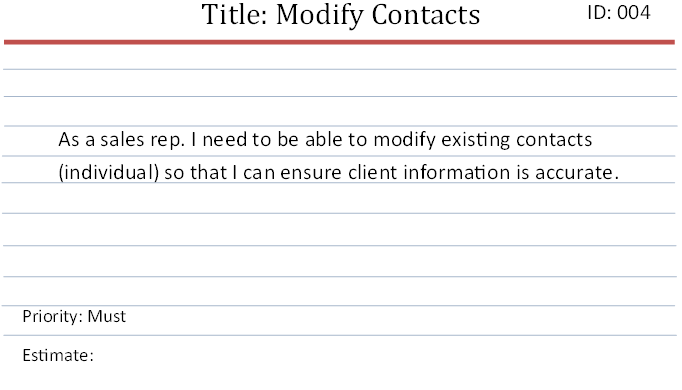 Title: Modify Contacts
ID: 004
As a sales rep. I need to be able to modify existing contacts
(individual) so that I can ensure client information is accurate.
Priority: Must
Estimate: